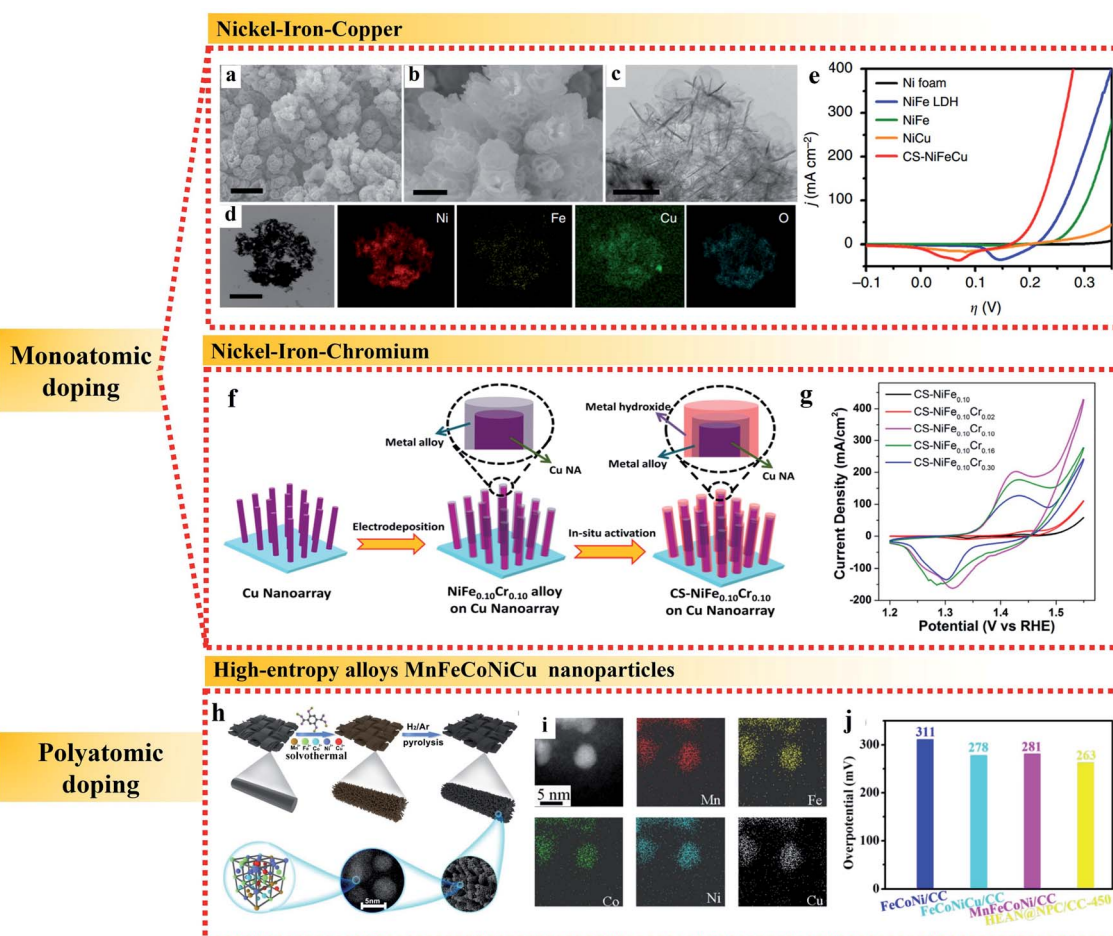 Nickel-Iron-Copper
a
b
c
d
Ni
Fe
Cu
O
e
400
300
200
100
0
j (mA cm⁻²)
Ni foam
NiFe LDH
NiFe
NiCu
CS-NiFeCu
–0.1
0.0
0.1
0.2
0.3
η (V)
Monoatomic
doping
Nickel-Iron-Chromium
f
Metal alloy
Cu NA
Metal hydroxide
Metal alloy
Cu NA
Electrodeposition
In-situ activation
Cu Nanoarray
NiFe0.10Cr0.10 alloy
on Cu Nanoarray
CS-NiFe0.10Cr0.10
on Cu Nanoarray
g
CS-NiFe0.10
CS-NiFe0.10Cr0.02
CS-NiFe0.10Cr0.10
CS-NiFe0.10Cr0.16
CS-NiFe0.10Cr0.30
Current Density (mA/cm²)
500
400
300
200
100
0
-100
-200
1.2
1.3
1.4
1.5
Potential (V vs RHE)
High-entropy alloys MnFeCoNiCu nanoparticles
Polyatomic
doping
h
solvothermal
H₂/Ar
pyrolysis
5nm
i
5 nm
Mn
Fe
Co
Ni
Cu
j
Overpotential (mV)
300
200
100
0
311
278
281
263
FeCoNi/CC
FeCoNiCu/CC
MnFeCoNi/CC
HEAN@NPC/CC-450